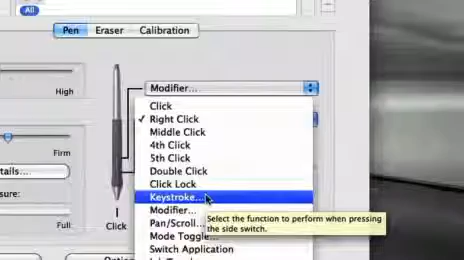 All
Pen Eraser Calibration
High
Modifier...
Click
✓ Right Click
Middle Click
4th Click
5th Click
Double Click
Click Lock
Keystroke...
Modifier...
Pan/Scroll...
Mode Toggle...
Switch Application
Select the function to perform when pressing
the side switch.
Firm
Full
Click